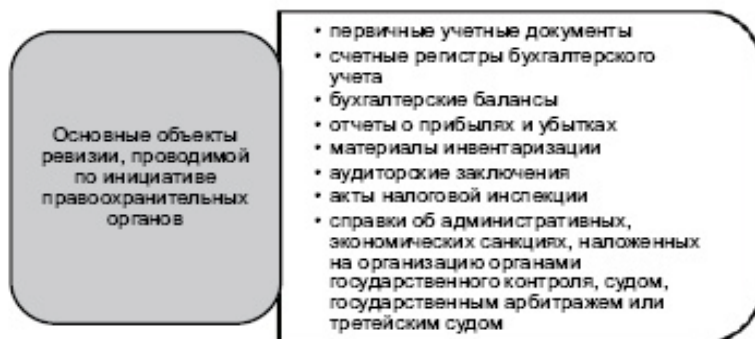 Основные объекты
ревизии, проводимой
по инициативе
правоохранительных
органов
• первичные учетные документы
• счетные регистры бухгалтерского
учета
• бухгалтерские балансы
• отчеты о прибылях и убытках
• материалы инвентаризации
• аудиторские заключения
• акты налоговой инспекции
• справки об административных,
экономических санкциях, наложенных
на организацию органами
государственного контроля, судом,
государственным арбитражем или
третейским судом